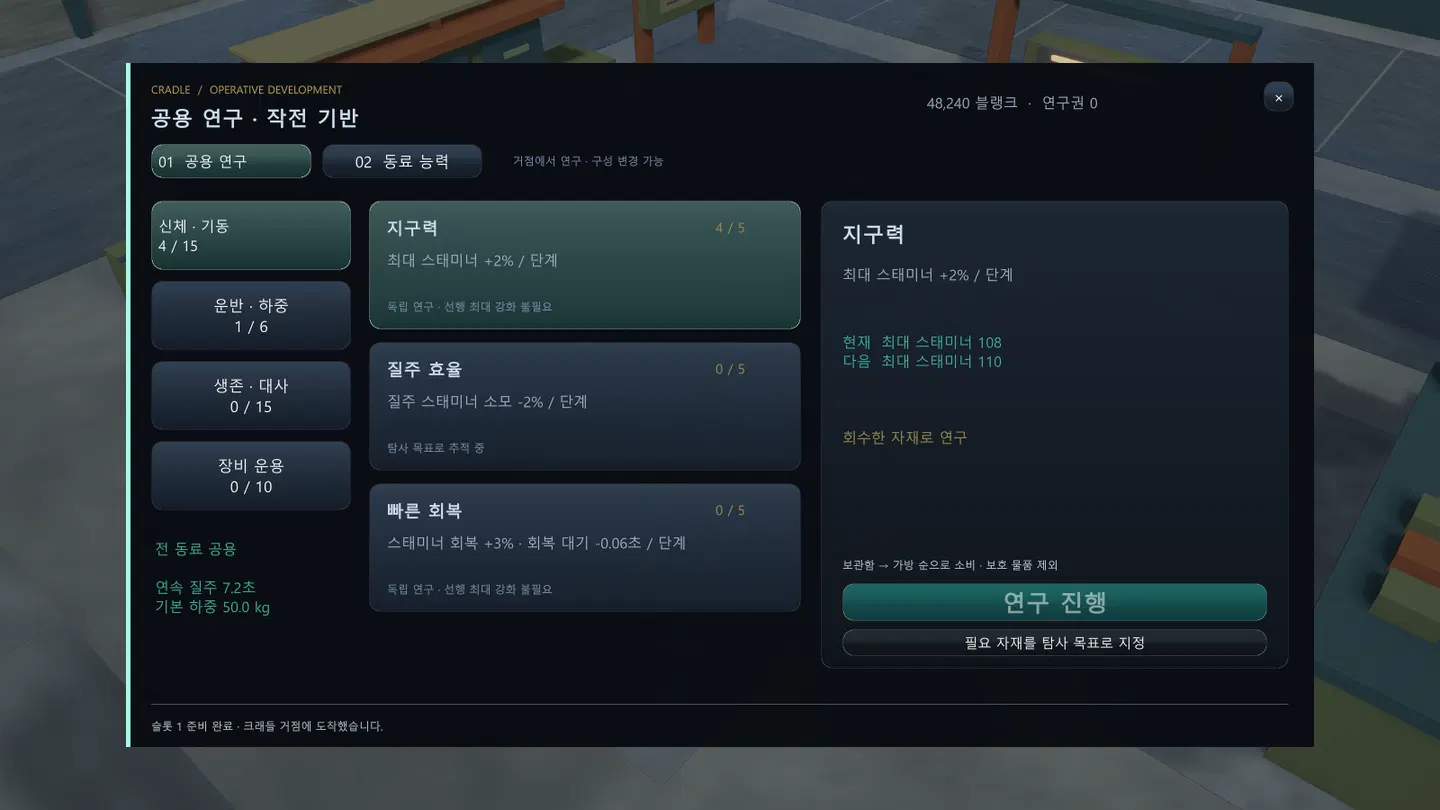 CRADLE / OPERATIVE DEVELOPMENT
공용 연구 · 작전 기반
48,240 블랭크 · 연구권 0
×
01 공용 연구
02 동료 능력
거점에서 연구 · 구성 변경 가능
신체 · 기동
4 / 15
운반 · 하중
1 / 6
생존 · 대사
0 / 15
장비 운용
0 / 10
전 동료 공용
연속 질주 7.2초
기본 하중 50.0 kg
지구력
4 / 5
최대 스태미너 +2% / 단계
독립 연구 · 선행 최대 강화 불필요
질주 효율
0 / 5
질주 스태미너 소모 -2% / 단계
탐사 목표로 추적 중
빠른 회복
0 / 5
스태미너 회복 +3% · 회복 대기 -0.06초 / 단계
독립 연구 · 선행 최대 강화 불필요
지구력
최대 스태미너 +2% / 단계
현재 최대 스태미너 108
다음 최대 스태미너 110
회수한 자재로 연구
보관함 → 가방 순으로 소비 · 보호 물품 제외
연구 진행
필요 자재를 탐사 목표로 지정
슬롯 1 준비 완료 · 크래들 거점에 도착했습니다.